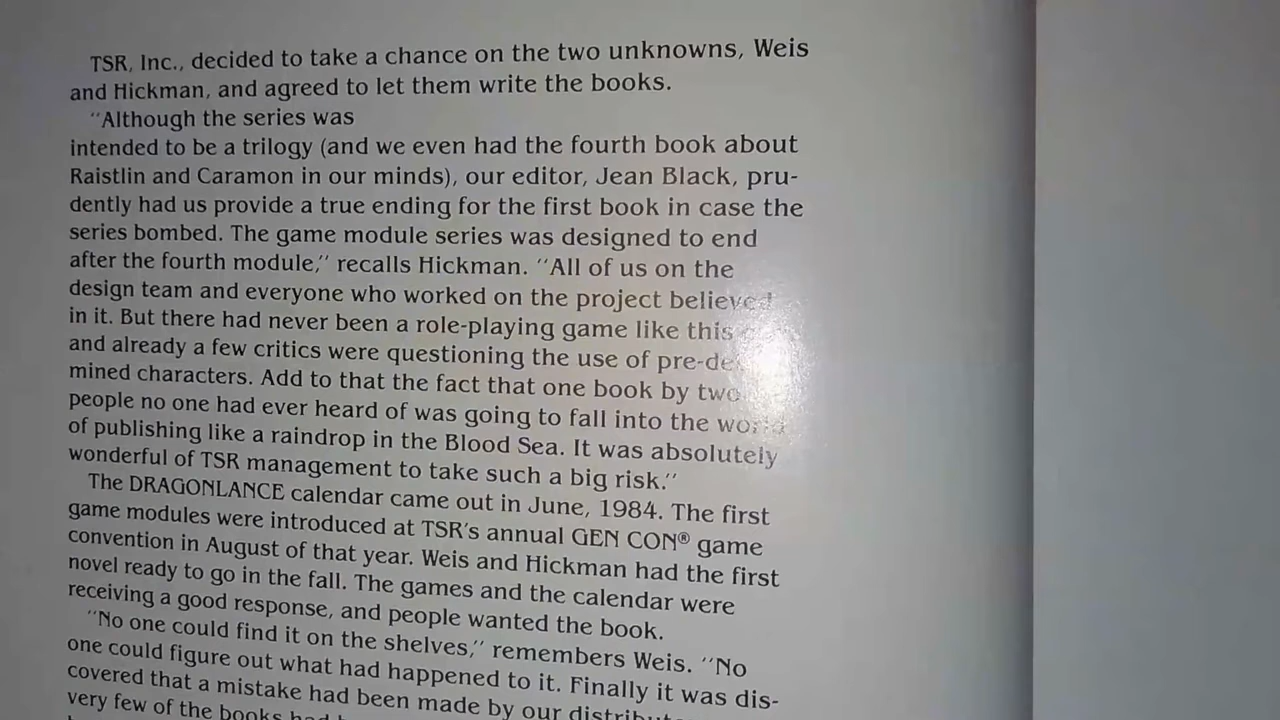 TSR, Inc., decided to take a chance on the two unknowns, Weis
and Hickman, and agreed to let them write the books.
“Although the series was
intended to be a trilogy (and we even had the fourth book about
Raistlin and Caramon in our minds), our editor, Jean Black, pru-
dently had us provide a true ending for the first book in case the
series bombed. The game module series was designed to end
after the fourth module,” recalls Hickman. “All of us on the
design team and everyone who worked on the project believed
in it. But there had never been a role-playing game like this
and already a few critics were questioning the use of
mined characters. Add to that the fact that one book by two
people no one had ever heard of was going to fall into the world
of publishing like a raindrop in the Blood Sea. It was absolutely
wonderful of TSR management to take such a big risk.”
The DRAGONLANCE calendar came out in June, 1984. The first
game modules were introduced at TSR’s annual GEN CON® game
convention in August of that year. Weis and Hickman had the first
novel ready to go in the fall. The games and the calendar were
receiving a good response, and people wanted the book.
“No one could find it on the shelves,” remembers Weis. “No
one could figure out what had happened to it. Finally it was dis-
covered that a mistake had been made by our
very few of the books had